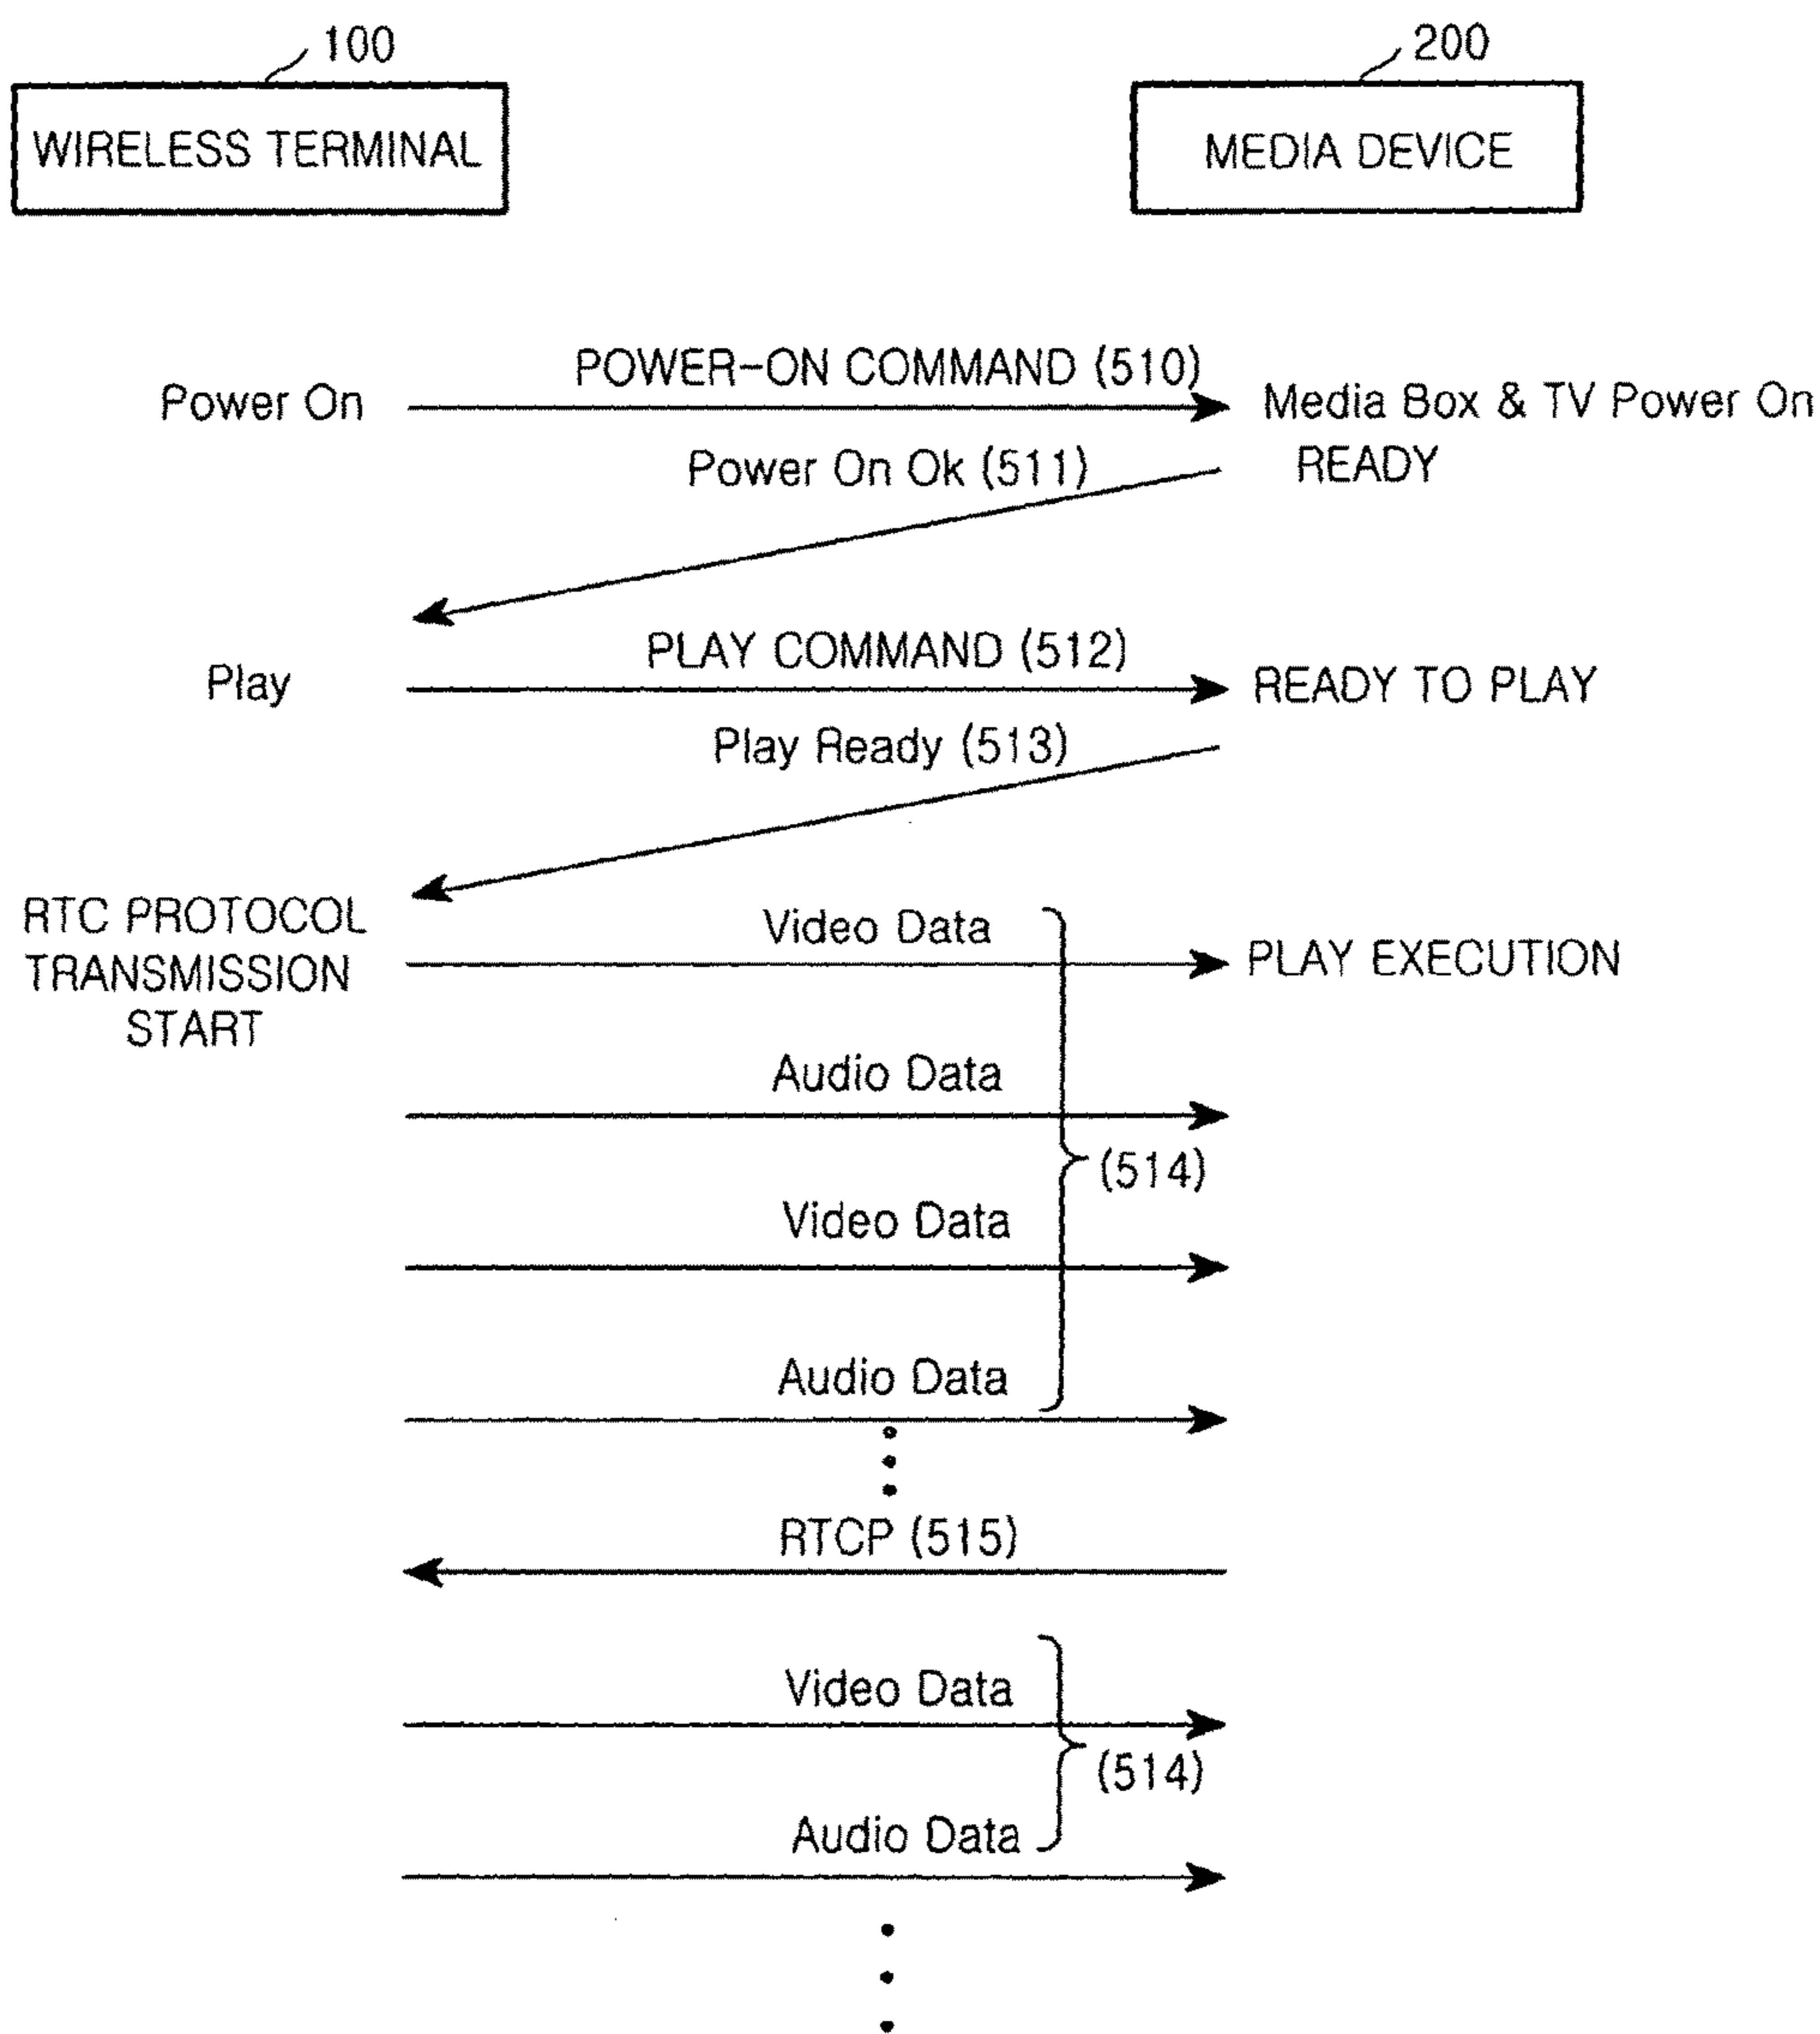 100
200
WIRELESS TERMINAL
MEDIA DEVICE
POWER-ON COMMAND (510)
Power On
Media Box & TV Power On
READY
Power On Ok (511)
PLAY COMMAND (512)
Play
READY TO PLAY
Play Ready (513)
RTC PROTOCOL
TRANSMISSION
START
Video Data
PLAY EXECUTION
Audio Data
(514)
Video Data
Audio Data
RTCP (515)
Video Data
(514)
Audio Data